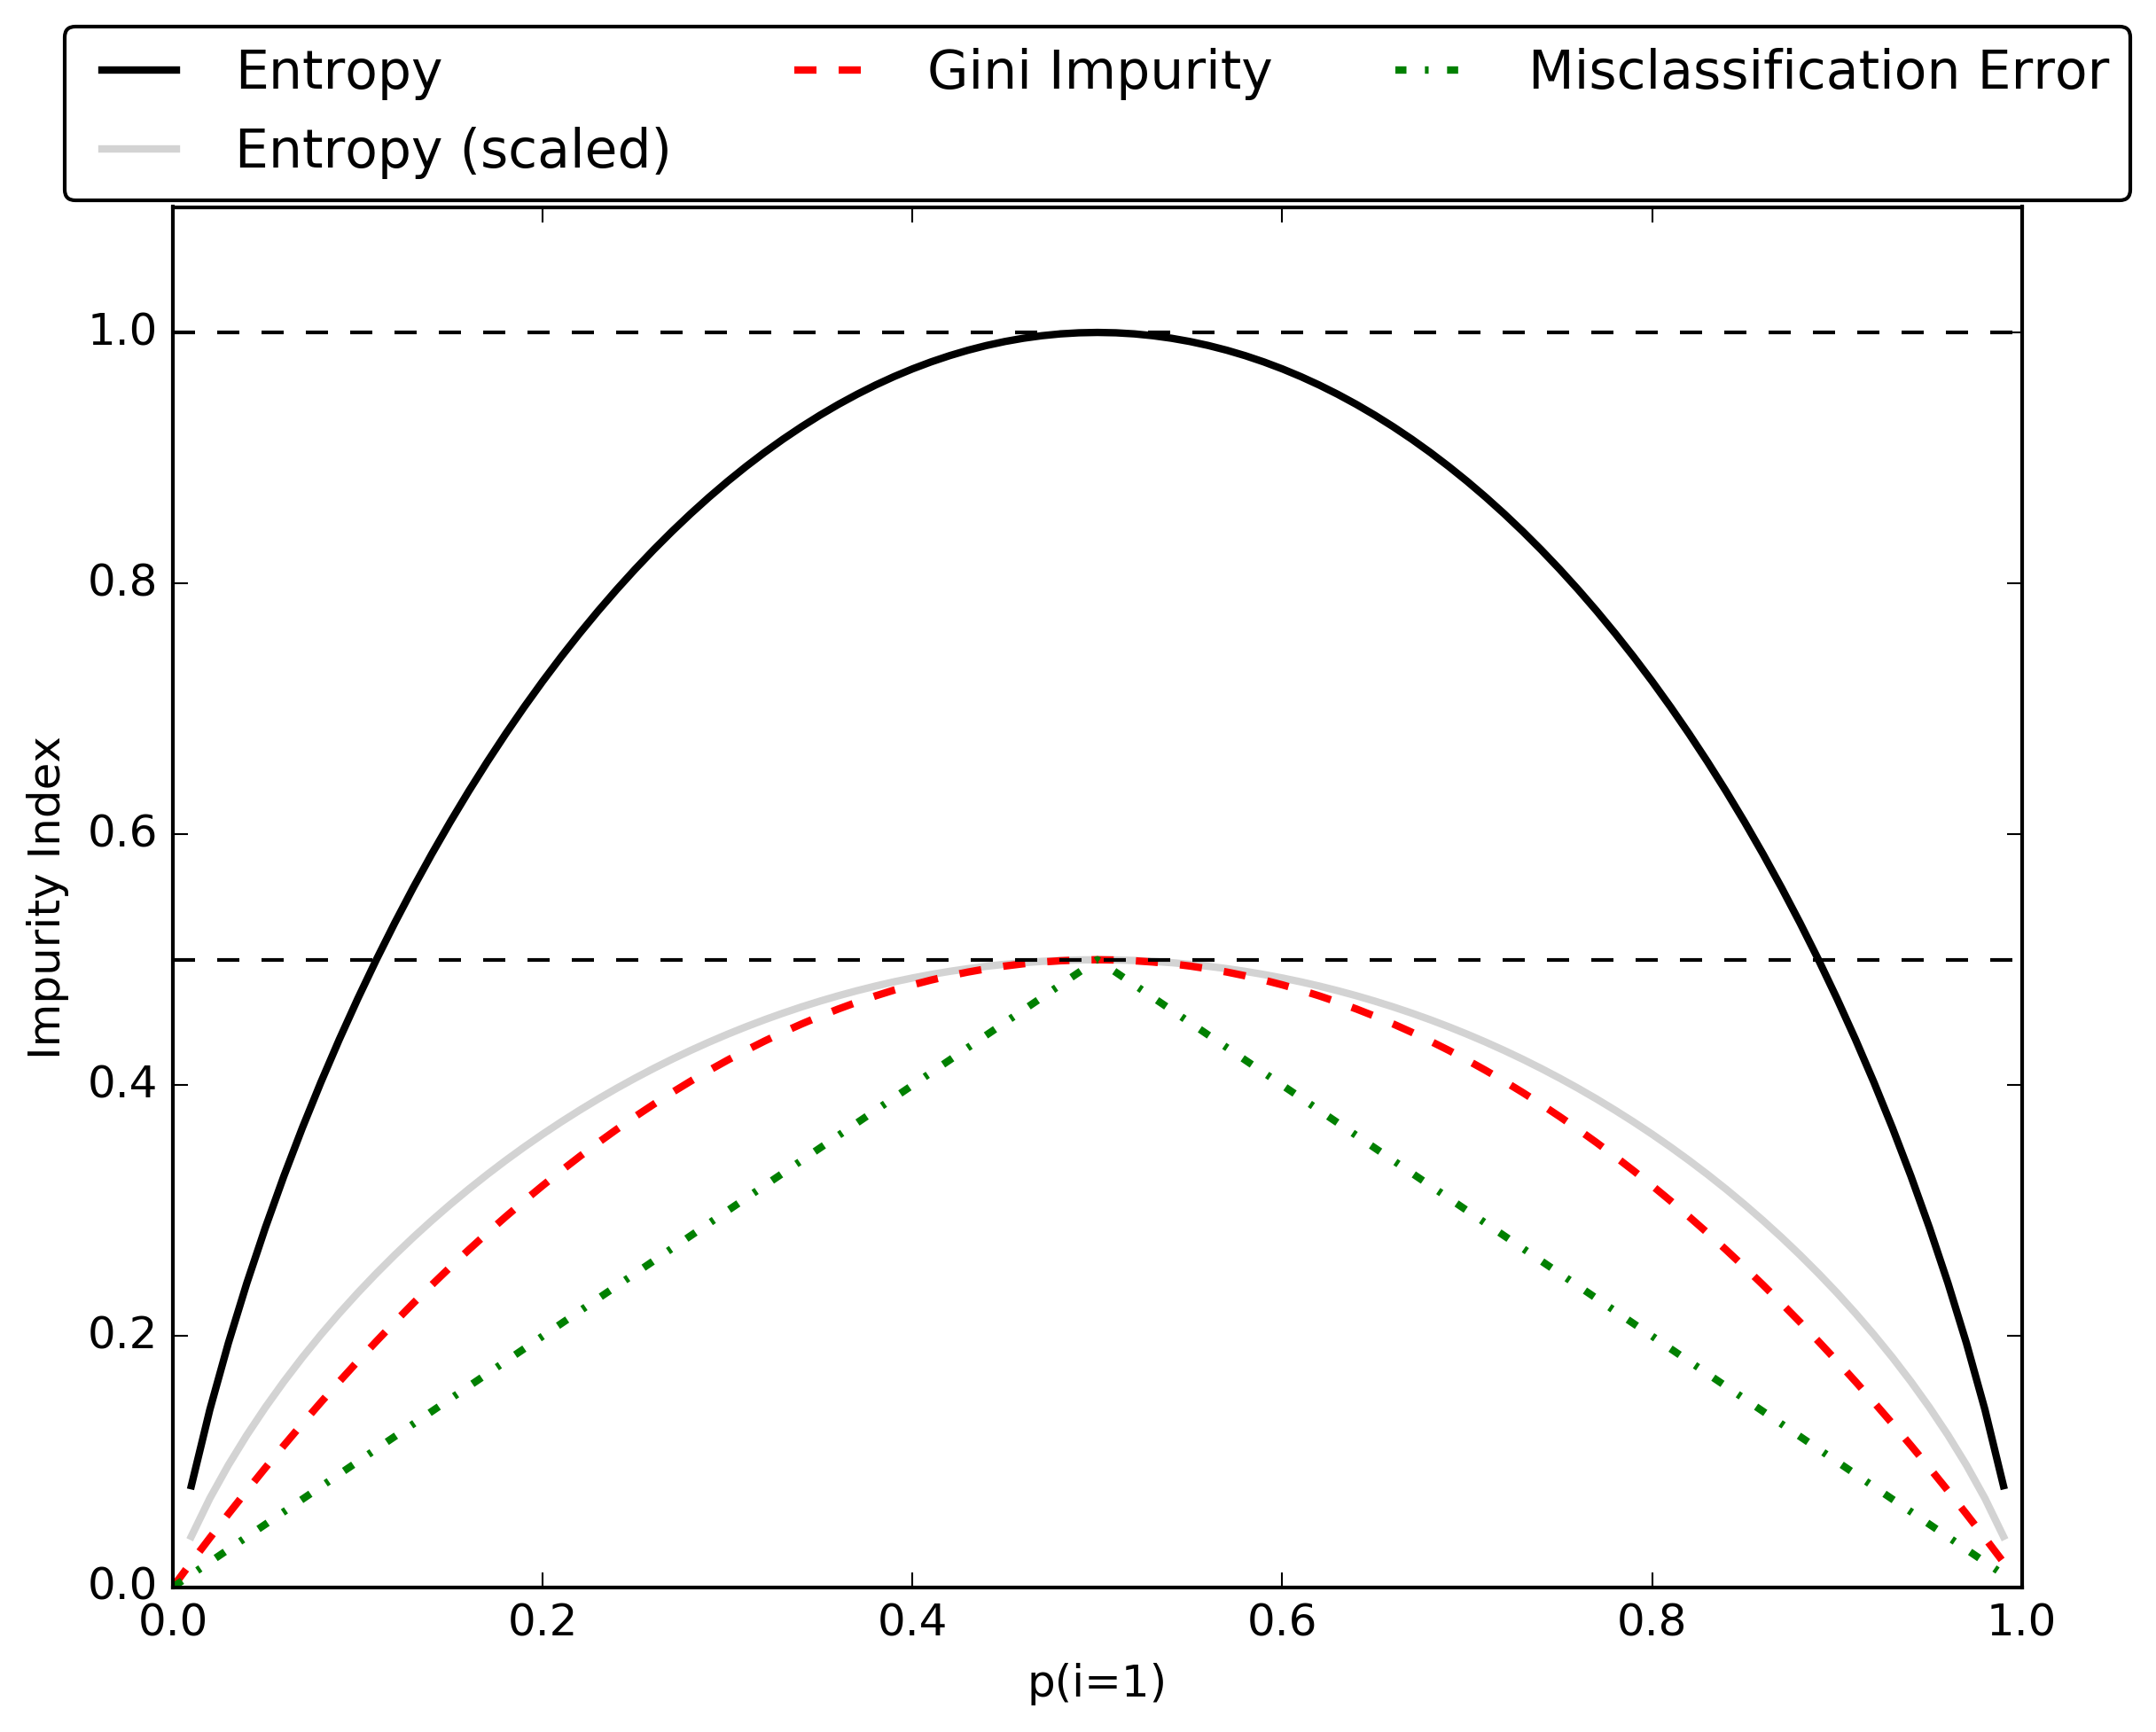 Entropy
Gini Impurity
Misclassification Error
Entropy (scaled)
1.0
0.8
0.6
0.4
0.2
0.0
Impurity Index
0.0 0.2 0.4 0.6 0.8 1.0
p(i=1)